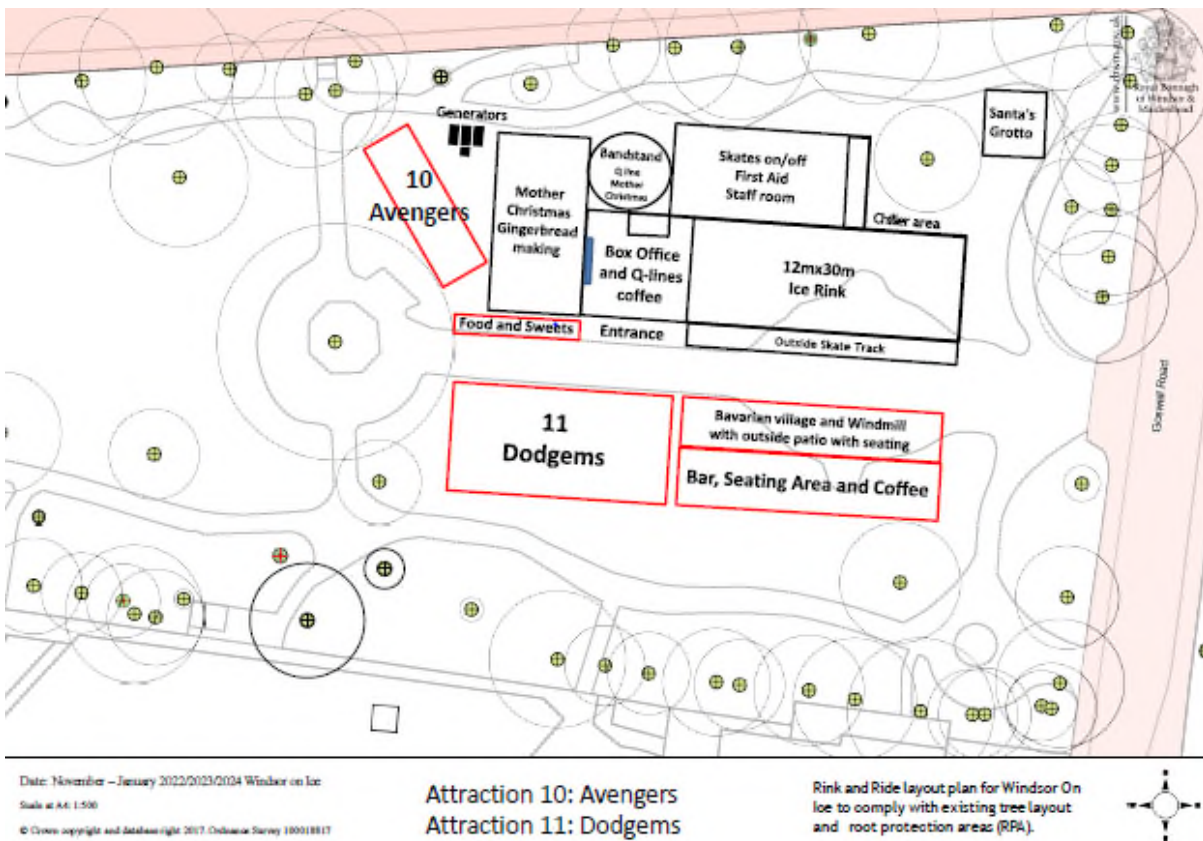 Royal Borough
of Windsor &
Maidenhead
Generators
10
Avengers
Mother
Christmas
Gingerbread
making
Bandstand
Q line
Mother
Christmas
Skates on/off
First Aid
Staff room
Santa's
Grotto
Chiller area
Box Office
and Q-lines
coffee
12mx30m
Ice Rink
Food and Sweets
Entrance
Outside Skate Track
11
Dodgems
Bavarian village and Windmill
with outside patio with seating
Bar, Seating Area and Coffee
Road
Date: November – January 2022/2023/2024 Windsor on Ice
Scale at A4: 1:500
© Crown copyright and database right 2017. Ordnance Survey 100018817
Attraction 10: Avengers
Attraction 11: Dodgems
Rink and Ride layout plan for Windsor On
Ice to comply with existing tree layout
and root protection areas (RPA).